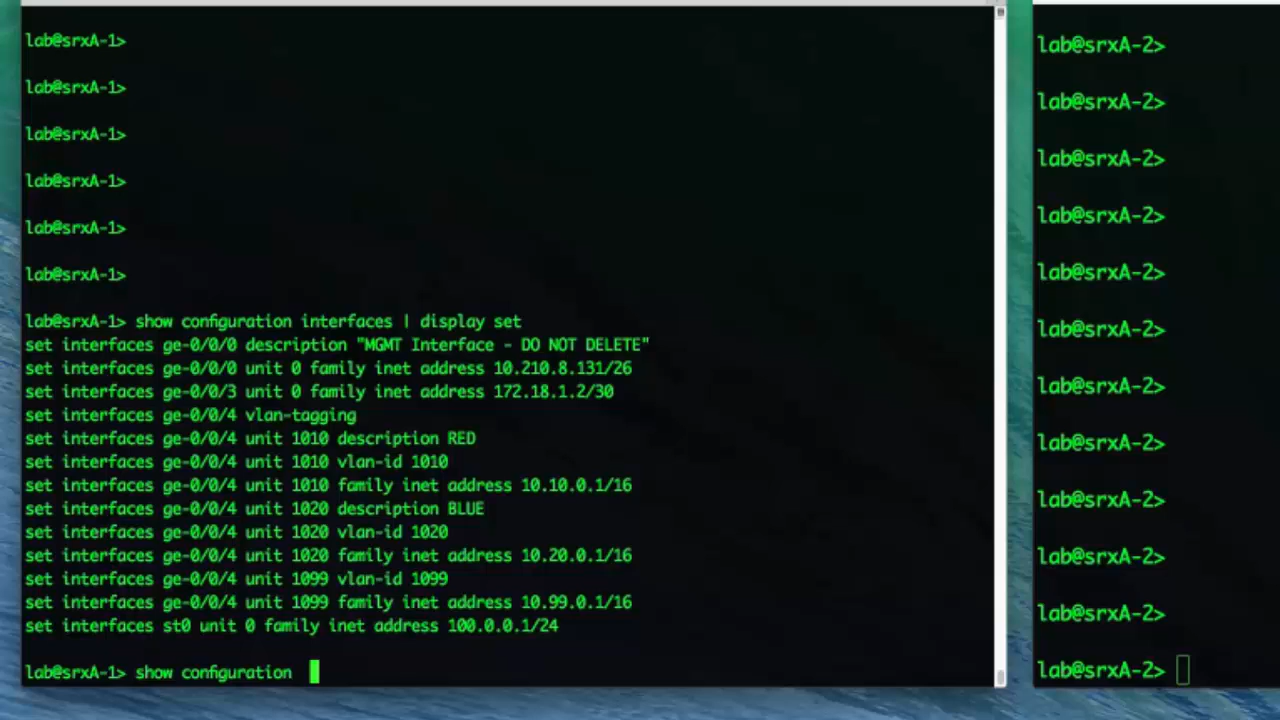 lab@srxA-1>
lab@srxA-1>
lab@srxA-1>
lab@srxA-1>
lab@srxA-1>
lab@srxA-1>
lab@srxA-1> show configuration interfaces | display set
set interfaces ge-0/0/0 description "MGMT Interface - DO NOT DELETE"
set interfaces ge-0/0/0 unit 0 family inet address 10.210.8.131/26
set interfaces ge-0/0/3 unit 0 family inet address 172.18.1.2/30
set interfaces ge-0/0/4 vlan-tagging
set interfaces ge-0/0/4 unit 1010 description RED
set interfaces ge-0/0/4 unit 1010 vlan-id 1010
set interfaces ge-0/0/4 unit 1010 family inet address 10.10.0.1/16
set interfaces ge-0/0/4 unit 1020 description BLUE
set interfaces ge-0/0/4 unit 1020 vlan-id 1020
set interfaces ge-0/0/4 unit 1020 family inet address 10.20.0.1/16
set interfaces ge-0/0/4 unit 1099 vlan-id 1099
set interfaces ge-0/0/4 unit 1099 family inet address 10.99.0.1/16
set interfaces st0 unit 0 family inet address 100.0.0.1/24
lab@srxA-1> show configuration
lab@srxA-2>
lab@srxA-2>
lab@srxA-2>
lab@srxA-2>
lab@srxA-2>
lab@srxA-2>
lab@srxA-2>
lab@srxA-2>
lab@srxA-2>
lab@srxA-2>
lab@srxA-2>
lab@srxA-2>